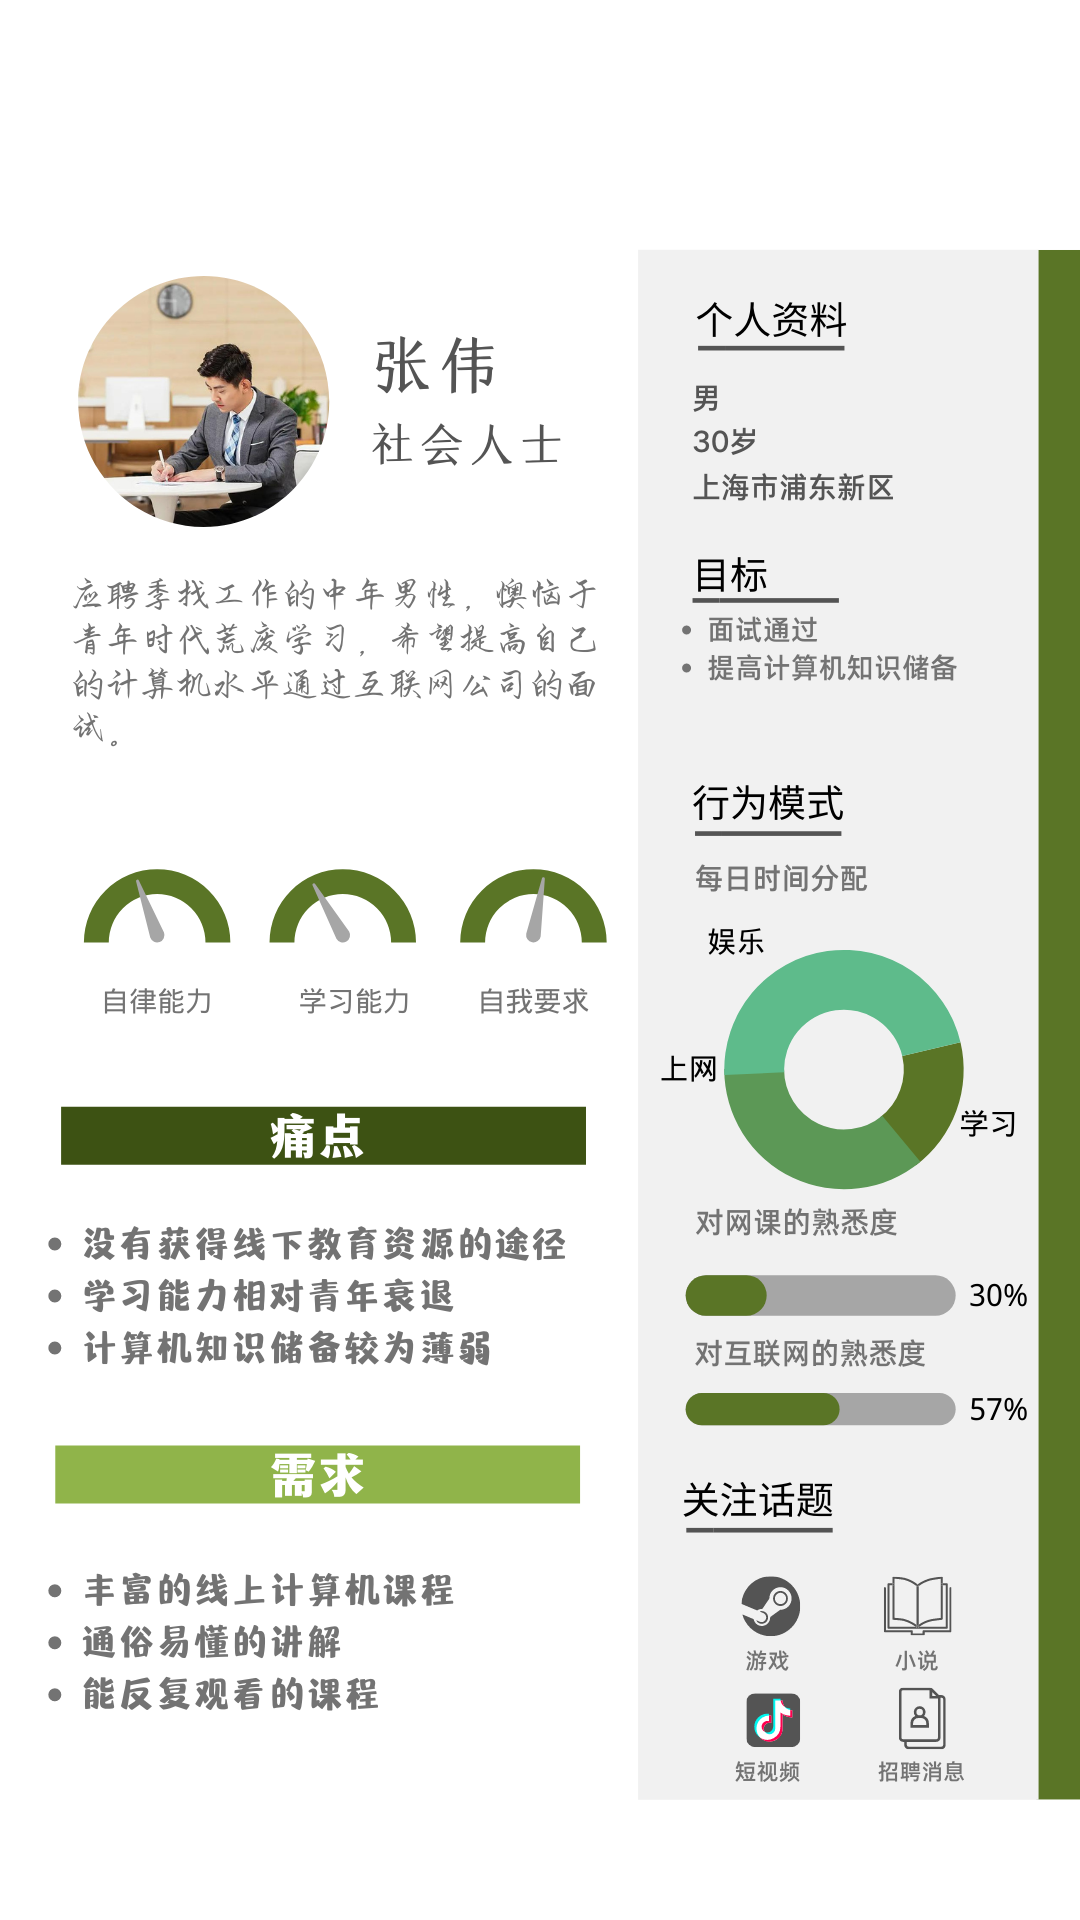 张伟
社会人士
应聘季找工作的中年男性，懊恼于
青年时代荒废学习，希望提高自己
的计算机水平通过互联网公司的面
试。
自律能力
学习能力
自我要求
痛点
没有获得线下教育资源的途径
学习能力相对青年衰退
计算机知识储备较为薄弱
需求
丰富的线上计算机课程
通俗易懂的讲解
能反复观看的课程
个人资料
男
30岁
上海市浦东新区
目标
面试通过
提高计算机知识储备
行为模式
每日时间分配
娱乐
上网
学习
对网课的熟悉度
30%
对互联网的熟悉度
57%
关注话题
游戏
小说
短视频
招聘消息